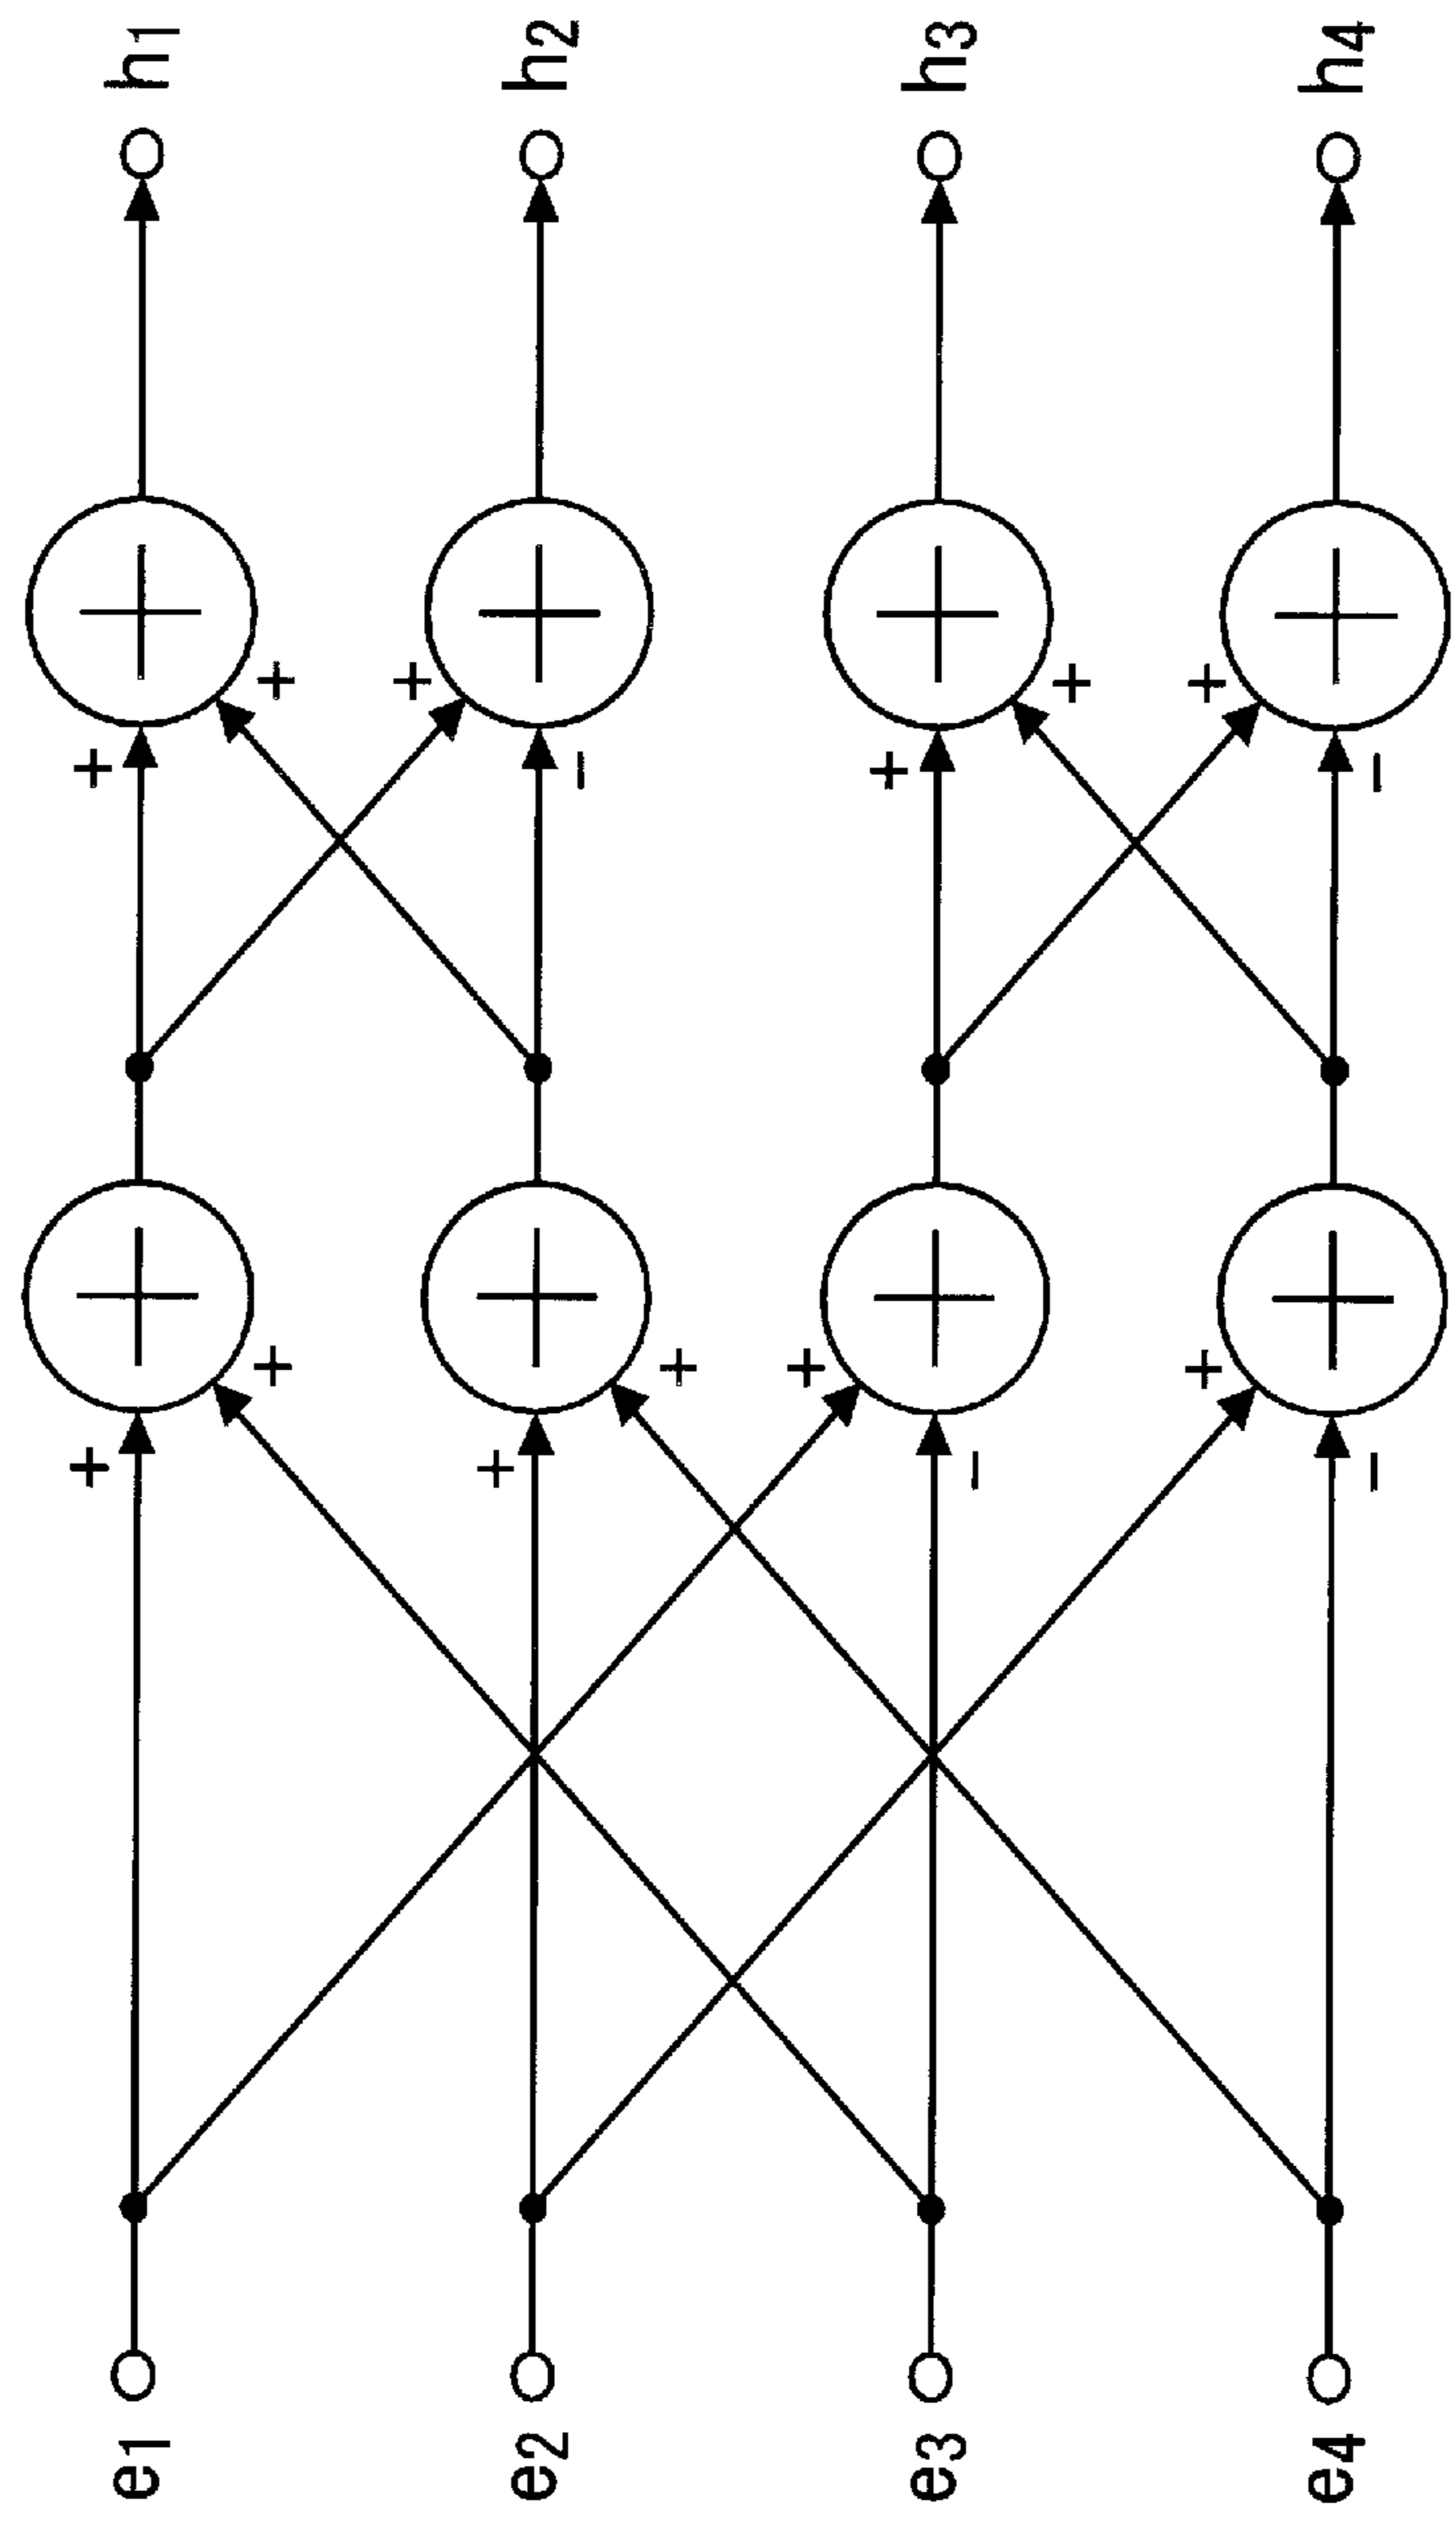 e1
e2
e3
e4
+
+
+
+
+
−
+
−
+
+
+
−
+
+
+
−
h1
h2
h3
h4